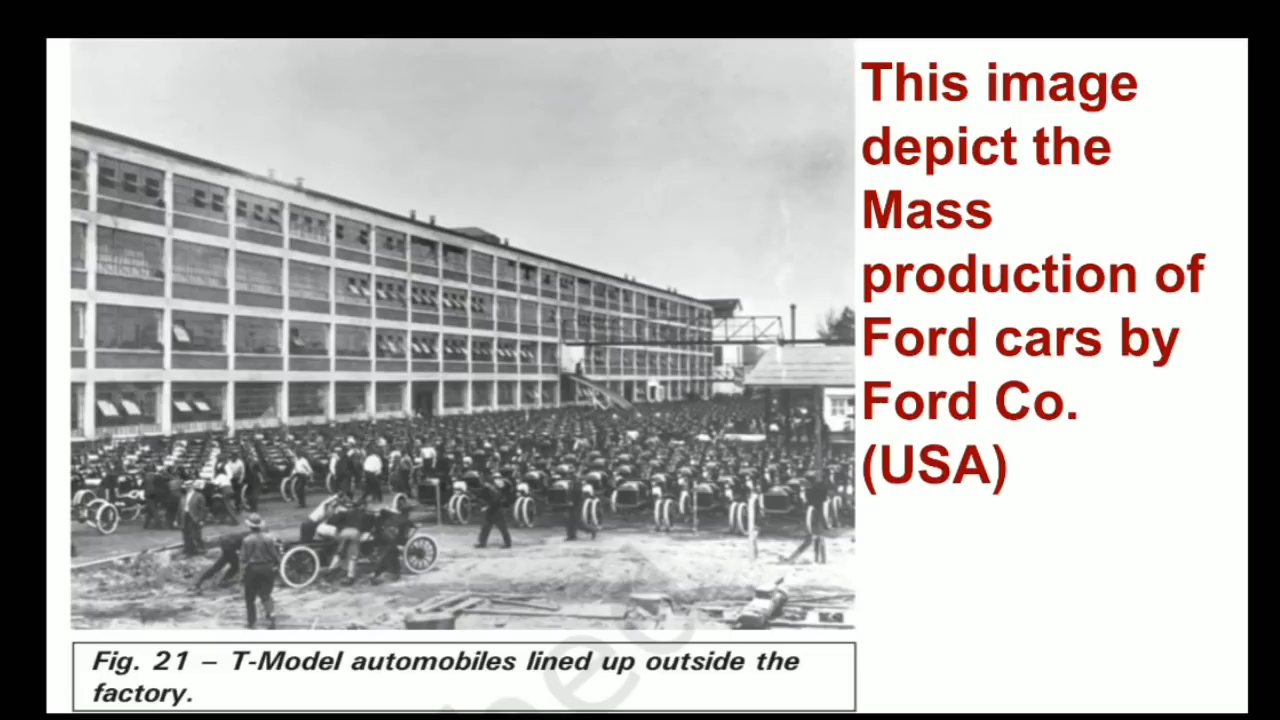 This image
depict the
Mass
production of
Ford cars by
Ford Co.
(USA)
Fig. 21 – T-Model automobiles lined up outside the
factory.